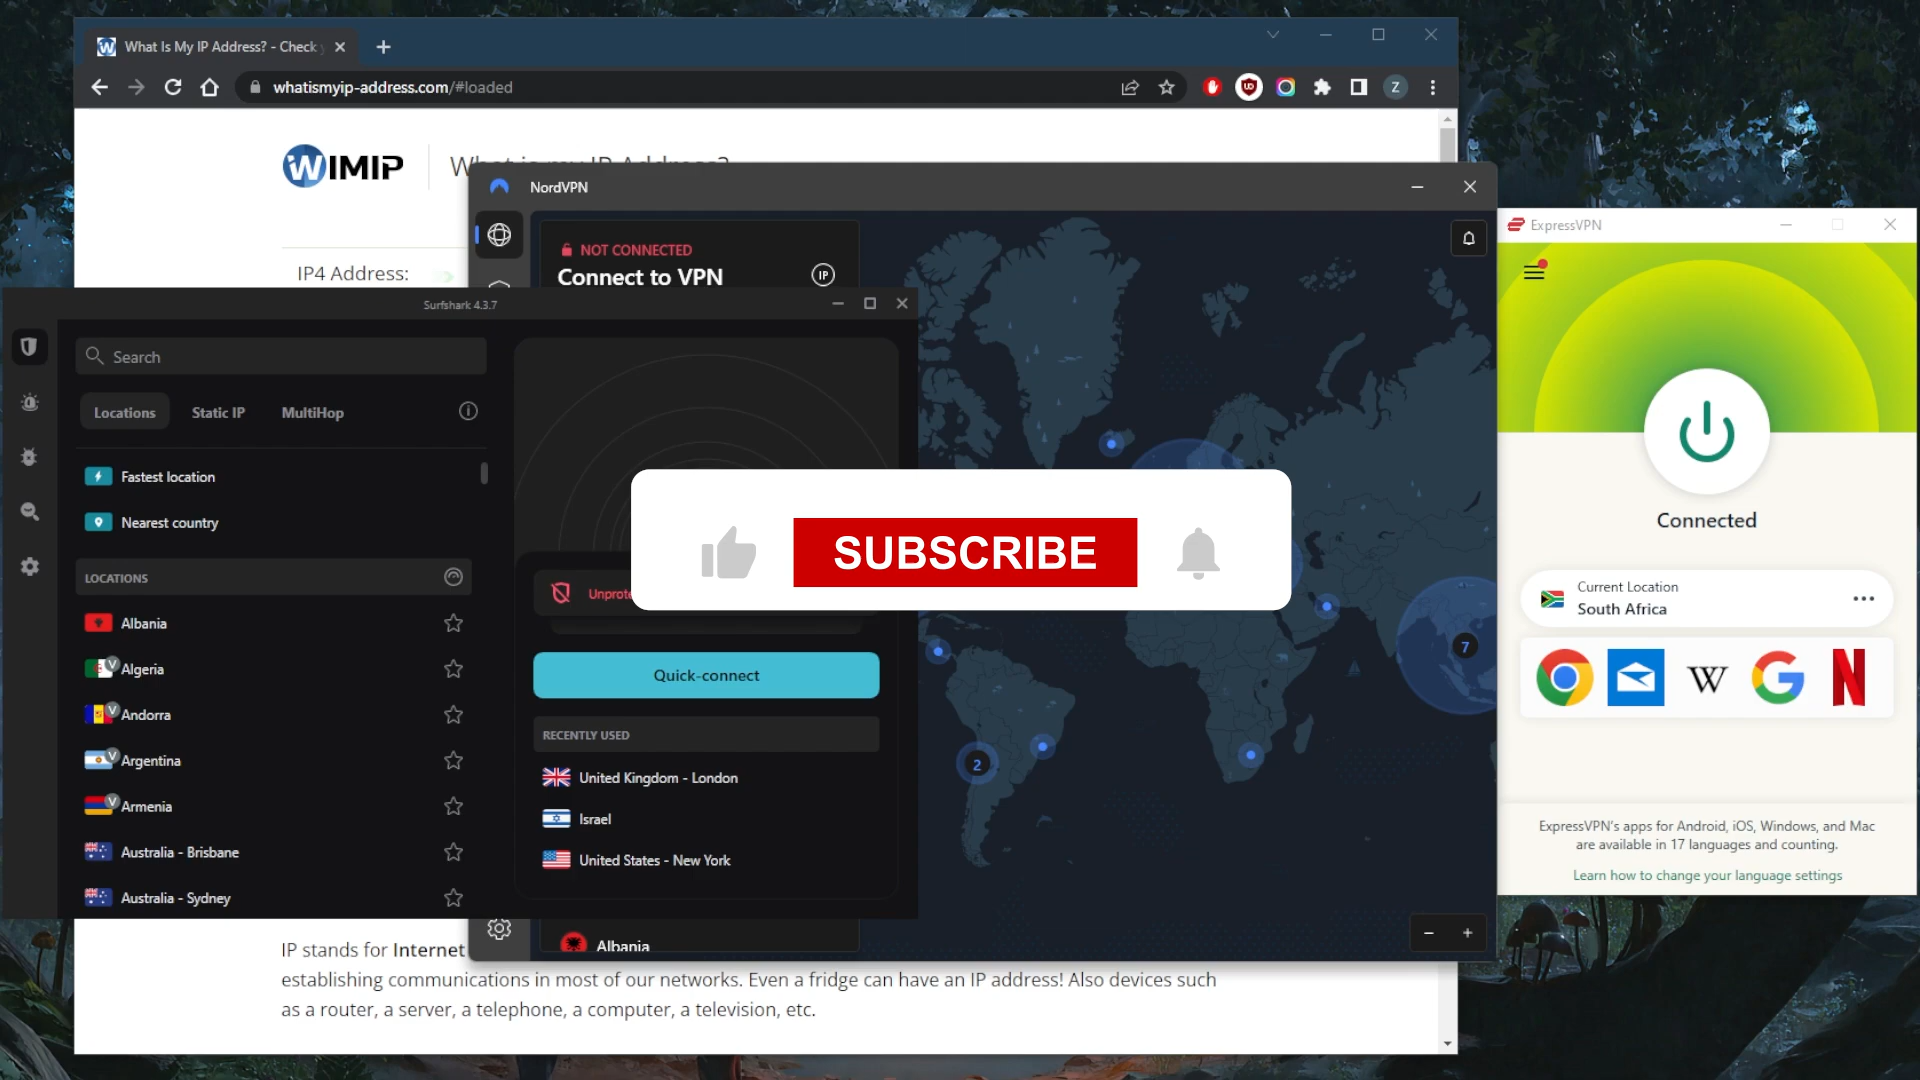 What Is My IP Address? - Check
whatismyip-address.com/#loaded
Z
WIMIP
What is my IP Address?
IP4 Address:
NordVPN
NOT CONNECTED
Connect to VPN
IP
Surfshark 4.3.7
Search
Locations
Static IP
MultiHop
Fastest location
Nearest country
LOCATIONS
Albania
V
Algeria
V
Andorra
V
Argentina
V
Armenia
Australia - Brisbane
Australia - Sydney
SUBSCRIBE
Quick-connect
RECENTLY USED
United Kingdom - London
Israel
United States - New York
2
7
Albania
ExpressVPN
Connected
Current Location
South Africa
W
G
N
ExpressVPN's apps for Android, iOS, Windows, and Mac
are available in 17 languages and counting.
Learn how to change your language settings
IP stands for Internet
establishing communications in most of our networks. Even a fridge can have an IP address! Also devices such
as a router, a server, a telephone, a computer, a television, etc.